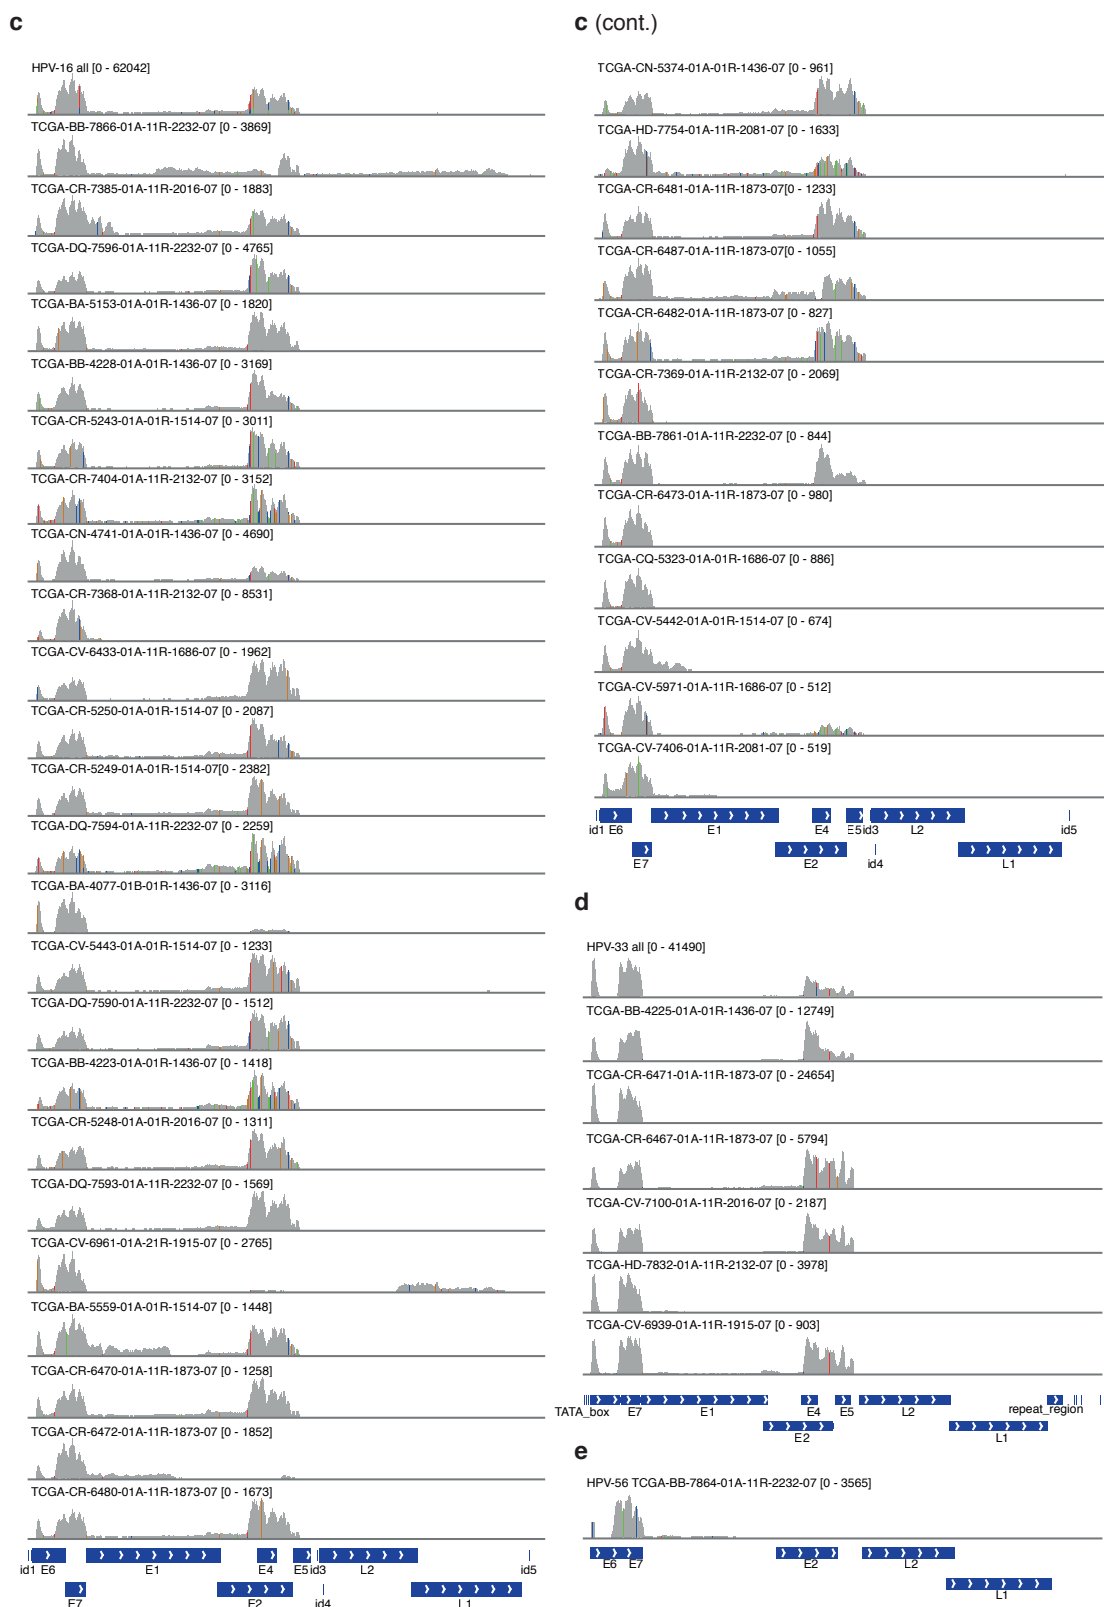 c
HPV-16 all [0 - 62042]
TCGA-BB-7866-01A-11R-2232-07 [0 - 3869]
TCGA-CR-7385-01A-11R-2016-07 [0 - 1883]
TCGA-DQ-7596-01A-11R-2232-07 [0 - 4765]
TCGA-BA-5153-01A-01R-1436-07 [0 - 1820]
TCGA-BB-4228-01A-01R-1436-07 [0 - 3169]
TCGA-CR-5243-01A-01R-1514-07 [0 - 3011]
TCGA-CR-7404-01A-11R-2132-07 [0 - 3152]
TCGA-CN-4741-01A-01R-1436-07 [0 - 4690]
TCGA-CR-7368-01A-11R-2132-07 [0 - 8531]
TCGA-CV-6433-01A-11R-1686-07 [0 - 1962]
TCGA-CR-5250-01A-01R-1514-07 [0 - 2087]
TCGA-CR-5249-01A-01R-1514-07[0 - 2382]
TCGA-DQ-7594-01A-11R-2232-07 [0 - 2259]
TCGA-BA-4077-01B-01R-1436-07 [0 - 3116]
TCGA-CV-5443-01A-01R-1514-07 [0 - 1233]
TCGA-DQ-7590-01A-11R-2232-07 [0 - 1512]
TCGA-BB-4223-01A-01R-1436-07 [0 - 1418]
TCGA-CR-5248-01A-01R-2016-07 [0 - 1311]
TCGA-DQ-7593-01A-11R-2232-07 [0 - 1569]
TCGA-CV-6961-01A-21R-1915-07 [0 - 2765]
TCGA-BA-5559-01A-01R-1514-07 [0 - 1448]
TCGA-CR-6470-01A-11R-1873-07 [0 - 1258]
TCGA-CR-6472-01A-11R-1873-07 [0 - 1852]
TCGA-CR-6480-01A-11R-1873-07 [0 - 1673]
id1 E6 E1 E4 E5 id3 L2 id5
E7 E2 id4 L1
c (cont.)
TCGA-CN-5374-01A-01R-1436-07 [0 - 961]
TCGA-HD-7754-01A-11R-2081-07 [0 - 1633]
TCGA-CR-6481-01A-11R-1873-07[0 - 1233]
TCGA-CR-6487-01A-11R-1873-07[0 - 1055]
TCGA-CR-6482-01A-11R-1873-07 [0 - 827]
TCGA-CR-7369-01A-11R-2132-07 [0 - 2069]
TCGA-BB-7861-01A-11R-2232-07 [0 - 844]
TCGA-CR-6473-01A-11R-1873-07 [0 - 980]
TCGA-CQ-5323-01A-01R-1686-07 [0 - 886]
TCGA-CV-5442-01A-01R-1514-07 [0 - 674]
TCGA-CV-5971-01A-11R-1686-07 [0 - 512]
TCGA-CV-7406-01A-11R-2081-07 [0 - 519]
id1 E6 E1 E4 E5 id3 L2 id5
E7 E2 id4 L1
d
HPV-33 all [0 - 41490]
TCGA-BB-4225-01A-01R-1436-07 [0 - 12749]
TCGA-CR-6471-01A-11R-1873-07 [0 - 24654]
TCGA-CR-6467-01A-11R-1873-07 [0 - 5794]
TCGA-CV-7100-01A-11R-2016-07 [0 - 2187]
TCGA-HD-7832-01A-11R-2132-07 [0 - 3978]
TCGA-CV-6939-01A-11R-1915-07 [0 - 903]
TATA_box E7 E1 E4 E5 L2 repeat_region
E2 L1
e
HPV-56 TCGA-BB-7864-01A-11R-2232-07 [0 - 3565]
E6 E7 E2 L2
L1